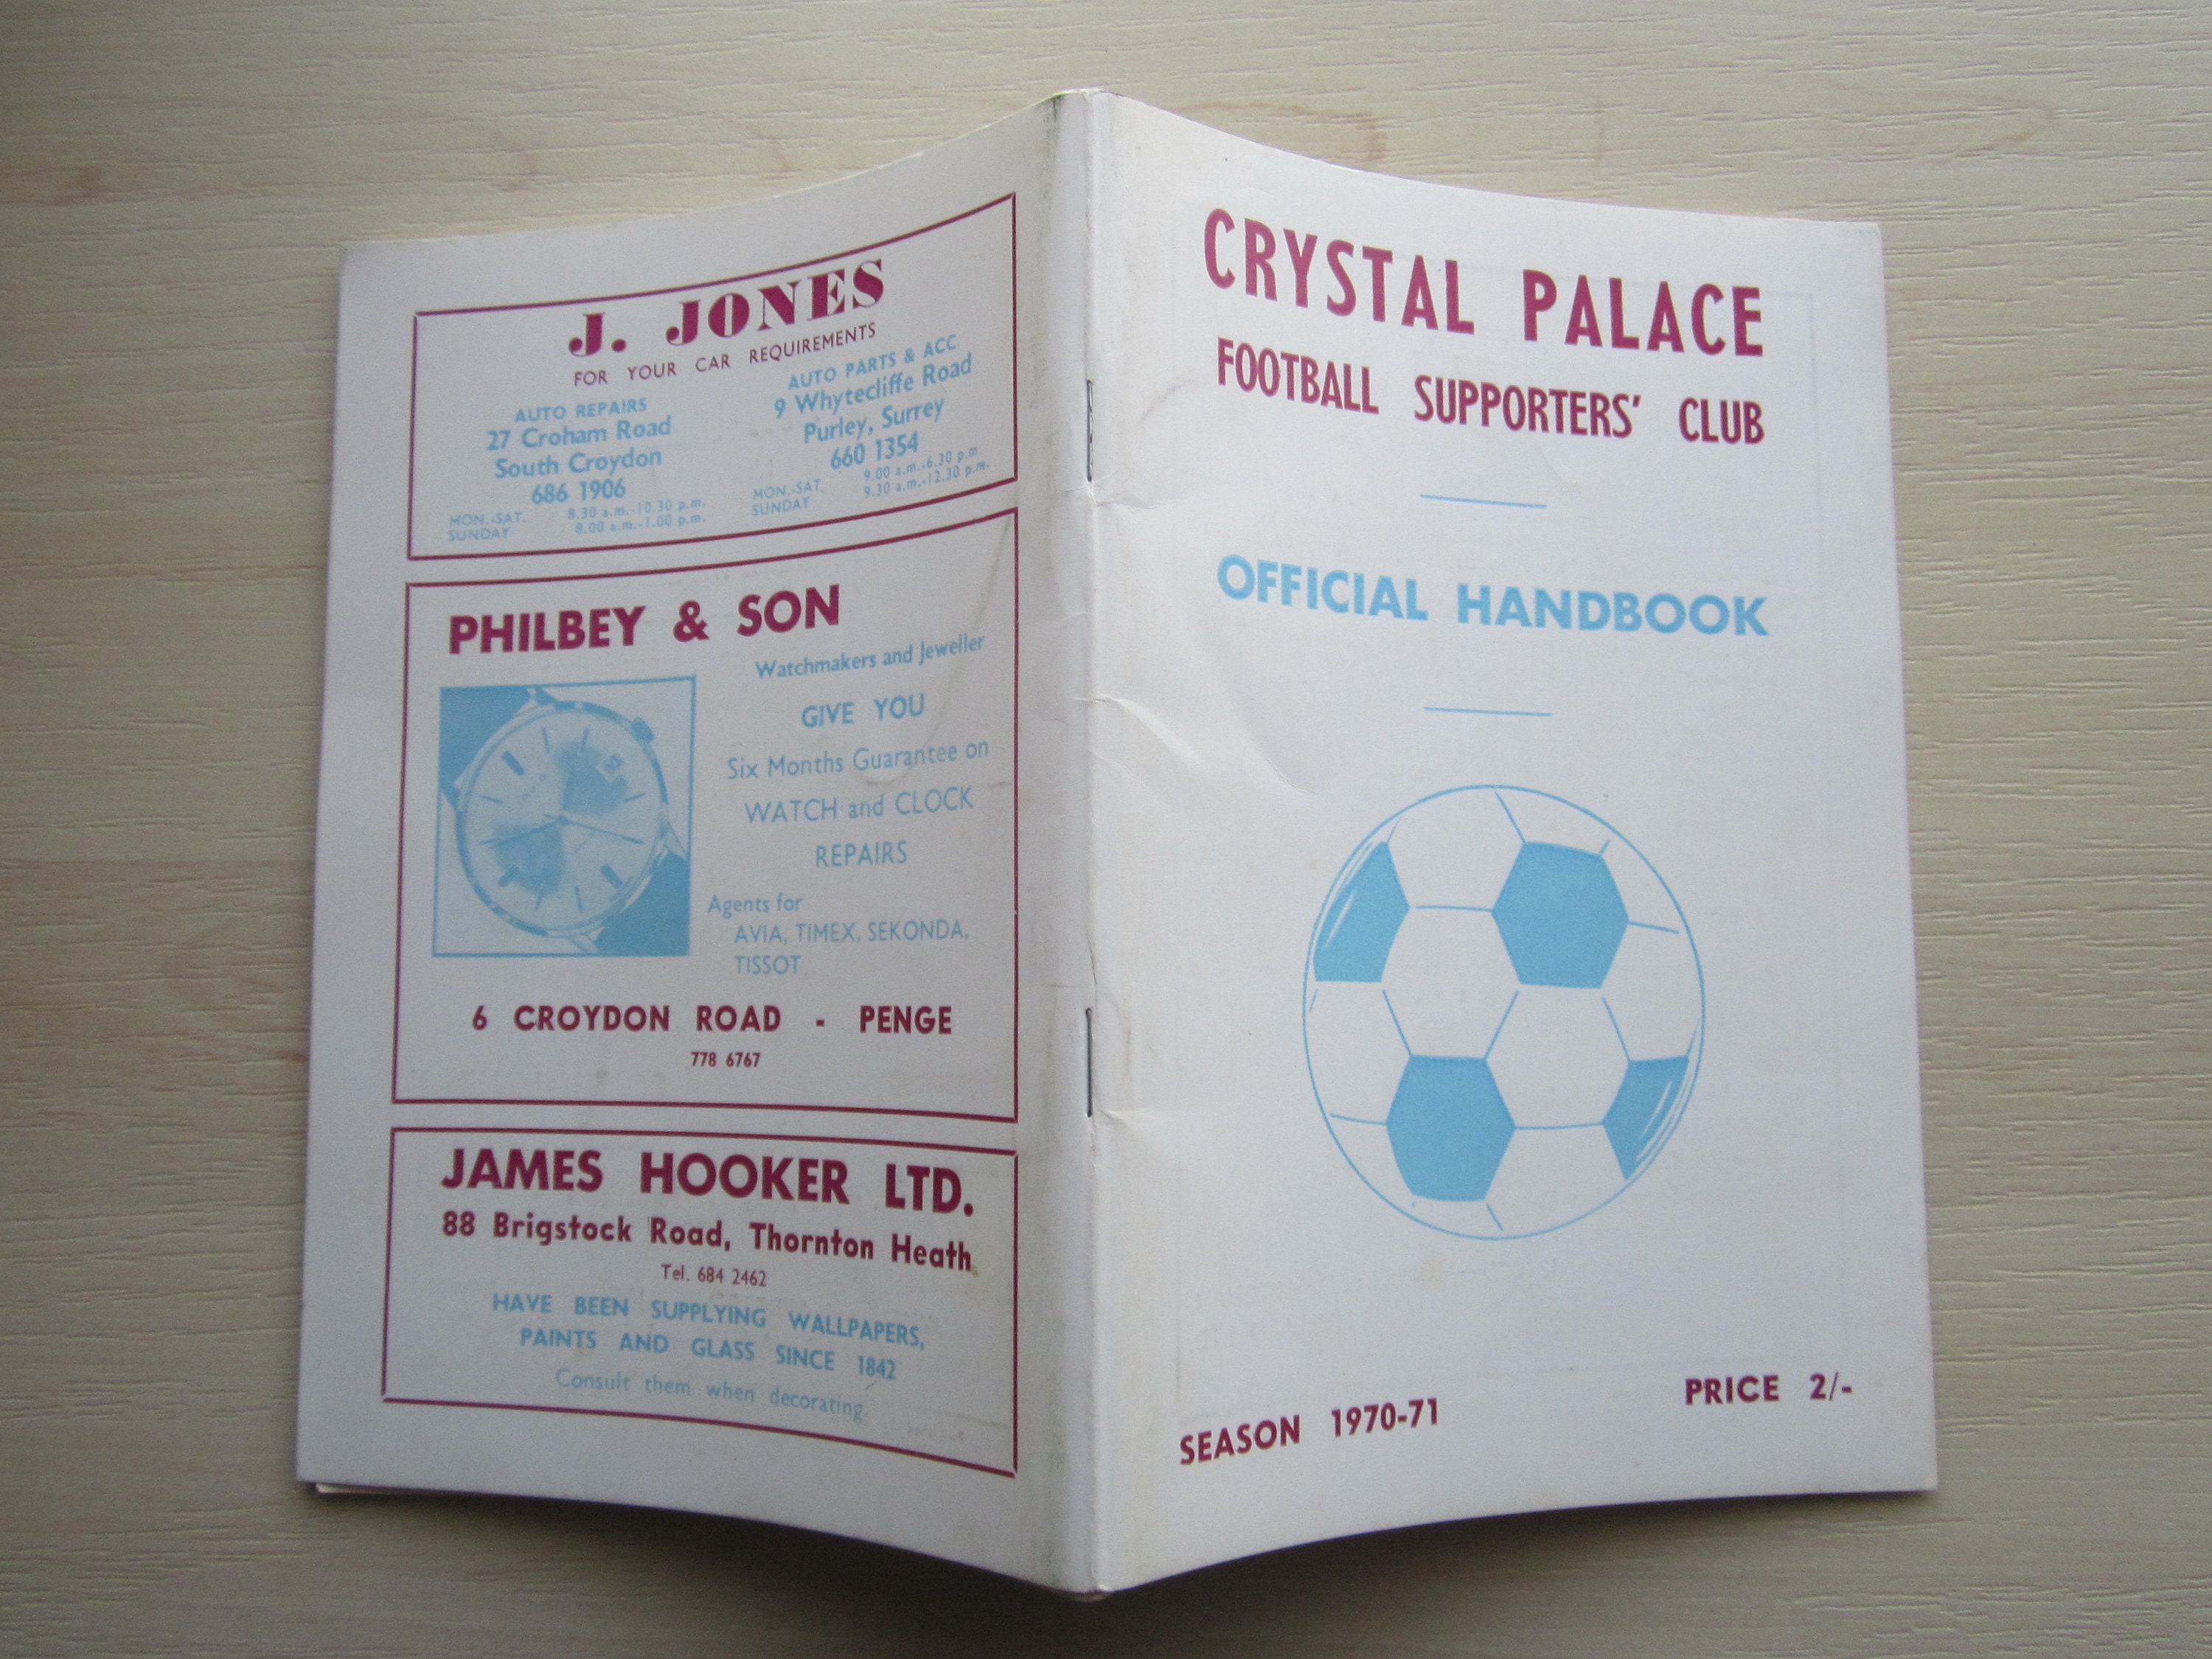 J. JONES
FOR YOUR CAR REQUIREMENTS
AUTO REPAIRS
27 Croham Road
South Croydon
686 1906
MON.-SAT. 8.30 a.m.-10.30 p.m.
SUNDAY 8.00 a.m.-1.00 p.m.
AUTO PARTS & ACC.
9 Whytecliffe Road
Purley, Surrey
660 1354
MON.-SAT. 9.00 a.m.-6.30 p.m.
SUNDAY 9.30 a.m.-12.30 p.m.
PHILBEY & SON
Watchmakers and Jeweller
GIVE YOU
Six Months Guarantee on
WATCH and CLOCK
REPAIRS
Agents for
AVIA, TIMEX, SEKONDA,
TISSOT
6 CROYDON ROAD - PENGE
778 6767
JAMES HOOKER LTD.
88 Brigstock Road, Thornton Heath
Tel. 684 2462
HAVE BEEN SUPPLYING WALLPAPERS,
PAINTS AND GLASS SINCE 1842
Consult them when decorating.
CRYSTAL PALACE
FOOTBALL SUPPORTERS' CLUB
OFFICIAL HANDBOOK
SEASON 1970-71
PRICE 2/-